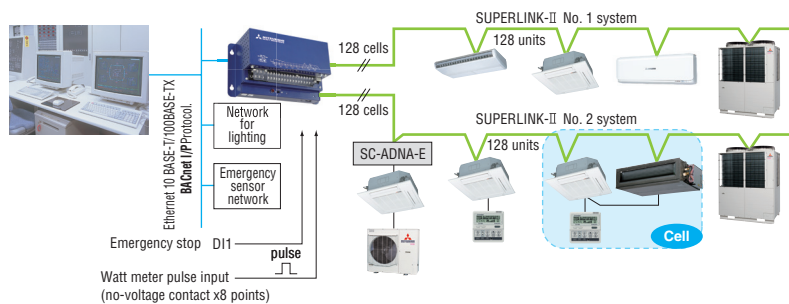 SUPERLINK-II No. 1 system
128 cells
128 units
128 cells
SUPERLINK-II No. 2 system
128 units
Ethernet 10 BASE-T/100BASE-TX
BACnet I/PProtocol.
Network
for
lighting
SC-ADNA-E
Emergency
sensor
network
Cell
Emergency stop DI1
pulse
Watt meter pulse input
(no-voltage contact x8 points)